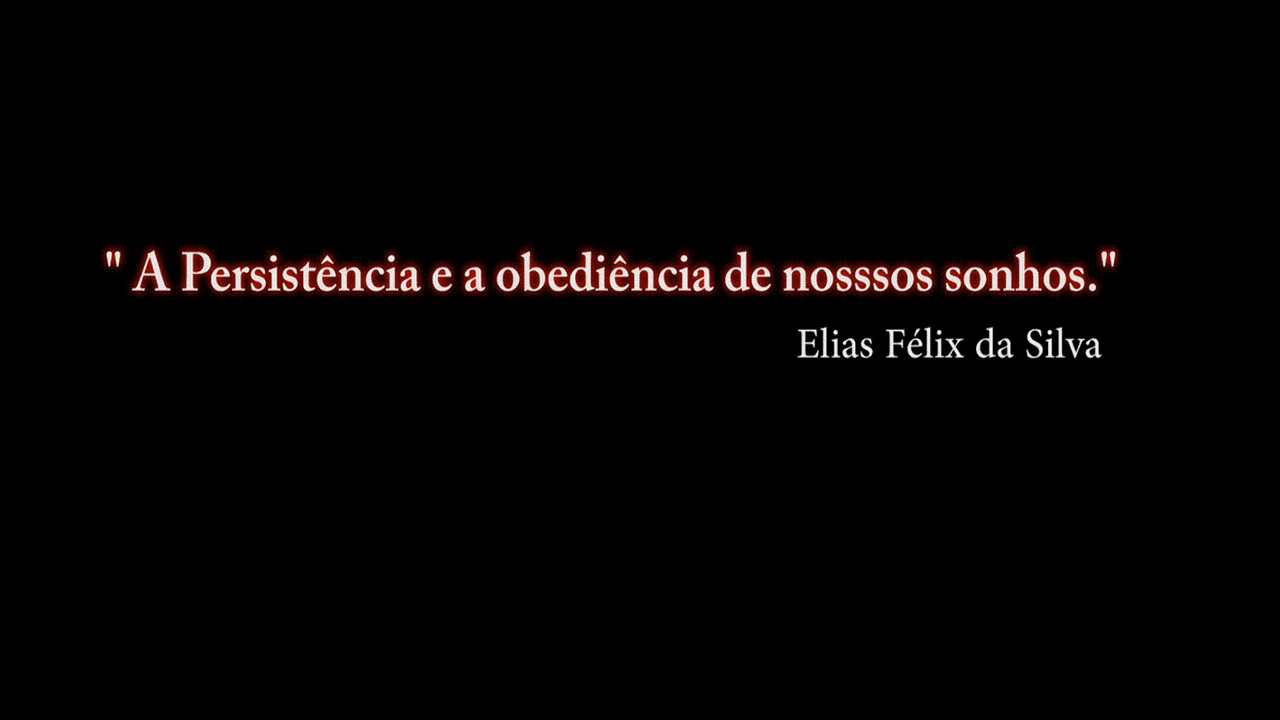 " A Persistência e a obediência de nosssos sonhos."
Elias Félix da Silva